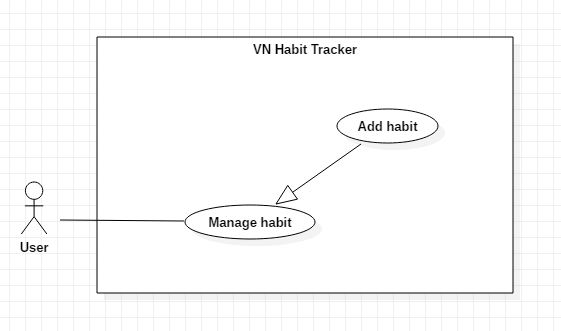 VN Habit Tracker
Add habit
Manage habit
User